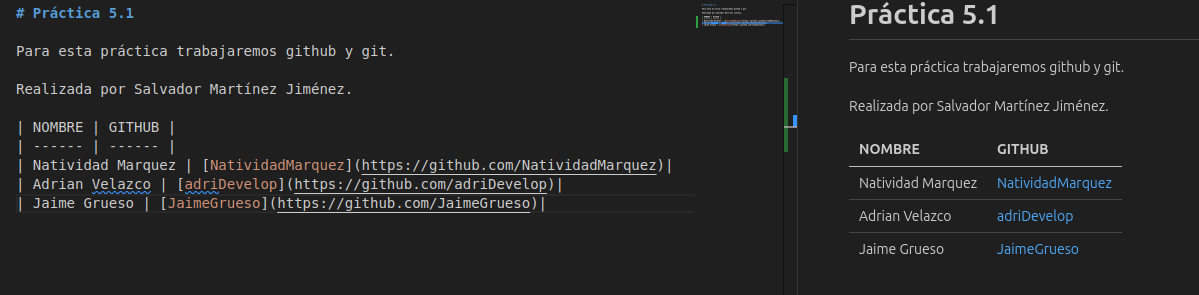 # Práctica 5.1
Para esta práctica trabajaremos github y git.
Realizada por Salvador Martínez Jiménez.
| NOMBRE | GITHUB |
| ------ | ------ |
| Natividad Marquez | [NatividadMarquez](https://github.com/NatividadMarquez)|
| Adrian Velazco | [adriDevelop](https://github.com/adriDevelop)|
| Jaime Grueso | [JaimeGrueso](https://github.com/JaimeGrueso)|
Práctica 5.1
Para esta práctica trabajaremos github y git.
Realizada por Salvador Martínez Jiménez.
NOMBRE GITHUB
Natividad Marquez NatividadMarquez
Adrian Velazco adriDevelop
Jaime Grueso JaimeGrueso